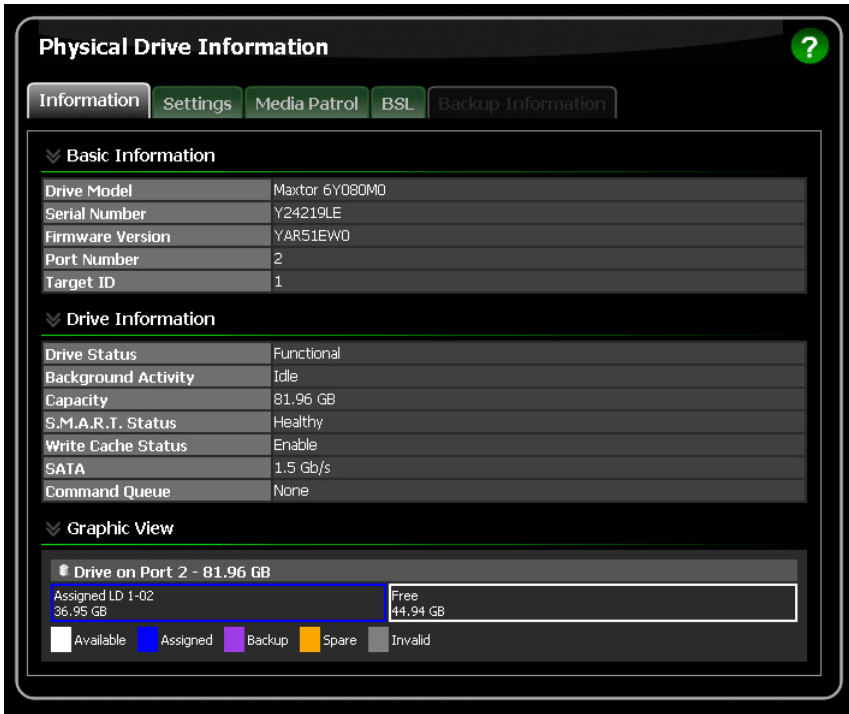 Physical Drive Information
?
Information Settings Media Patrol BSL Backup Information
Basic Information
Drive Model Maxtor 6Y080M0
Serial Number Y24219LE
Firmware Version YAR51EW0
Port Number 2
Target ID 1
Drive Information
Drive Status Functional
Background Activity Idle
Capacity 81.96 GB
S.M.A.R.T. Status Healthy
Write Cache Status Enable
SATA 1.5 Gb/s
Command Queue None
Graphic View
Drive on Port 2 - 81.96 GB
Assigned LD 1-02 Free
36.95 GB 44.94 GB
Available Assigned Backup Spare Invalid